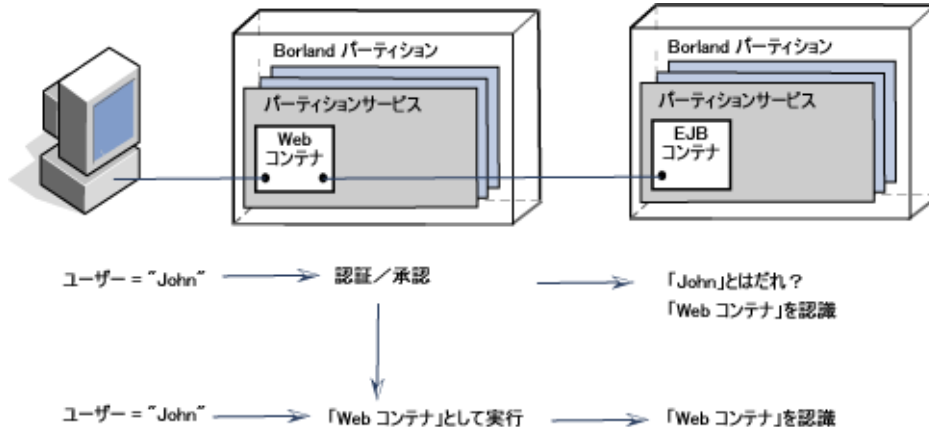 Borland パーティション
パーティションサービス
Web
コンテナ
Borland パーティション
パーティションサービス
EJB
コンテナ
ユーザー = "John"
認証／承認
「John」とはだれ？
「Web コンテナ」を認識
ユーザー = "John"
「Web コンテナ」として実行
「Web コンテナ」を認識